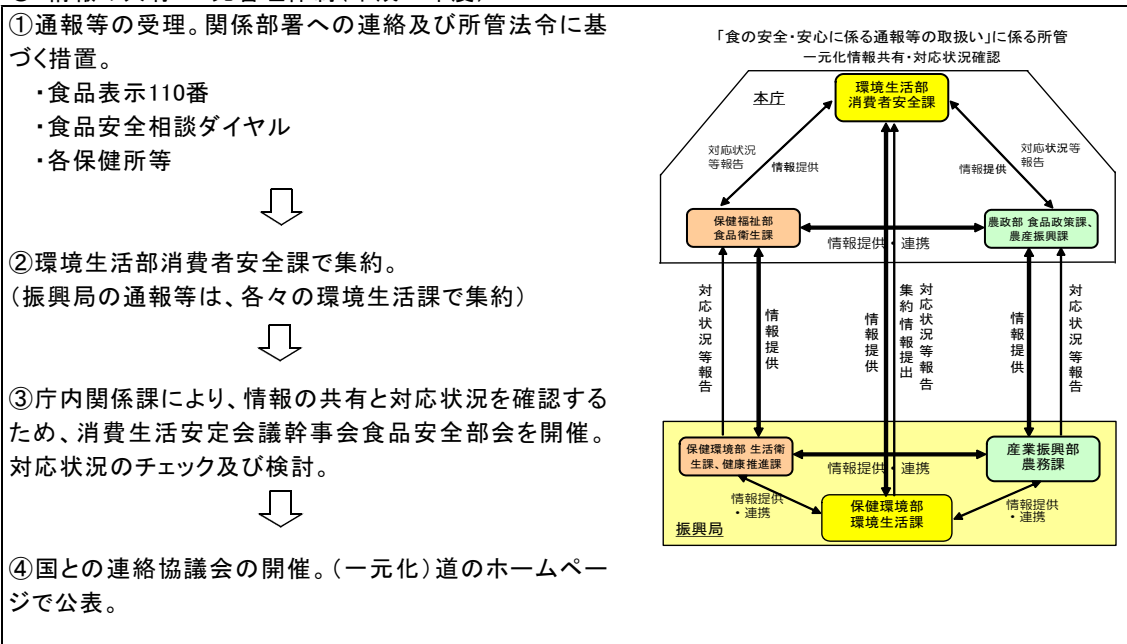 ①通報等の受理。関係部署への連絡及び所管法令に基
づく措置。
・食品表示110番
・食品安全相談ダイヤル
・各保健所等
②環境生活部消費者安全課で集約。
(振興局の通報等は、各々の環境生活課で集約)
③庁内関係課により、情報の共有と対応状況を確認する
ため、消費生活安定会議幹事会食品安全部会を開催。
対応状況のチェック及び検討。
④国との連絡協議会の開催。(一元化)道のホームペー
ジで公表。
「食の安全・安心に係る通報等の取扱い」に係る所管
一元化情報共有・対応状況確認
本庁
環境生活部
消費者安全課
対応状況
等報告
情報提供
情報提供
対応状況等
報告
保健福祉部
食品衛生課
情報提供・連携
農政部 食品政策課、
農産振興課
対応状況等報告
情報提供
情報提供
集約情報提出
対応状況等報告
情報提供
対応状況等報告
保健環境部 生活衛
生課、健康推進課
情報提供・連携
産業振興部
農務課
情報提供
・連携
保健環境部
環境生活課
情報提供
・連携
振興局